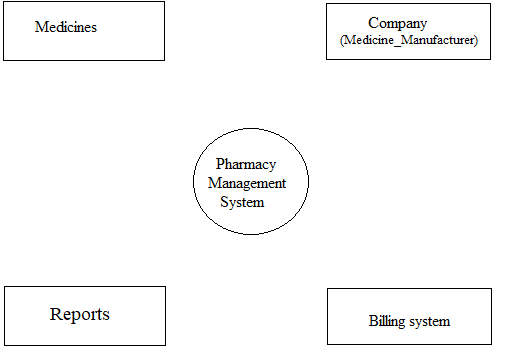 Medicines
Company
(Medicine_Manufacturer)
Pharmacy
Management
System
Reports
Billing system